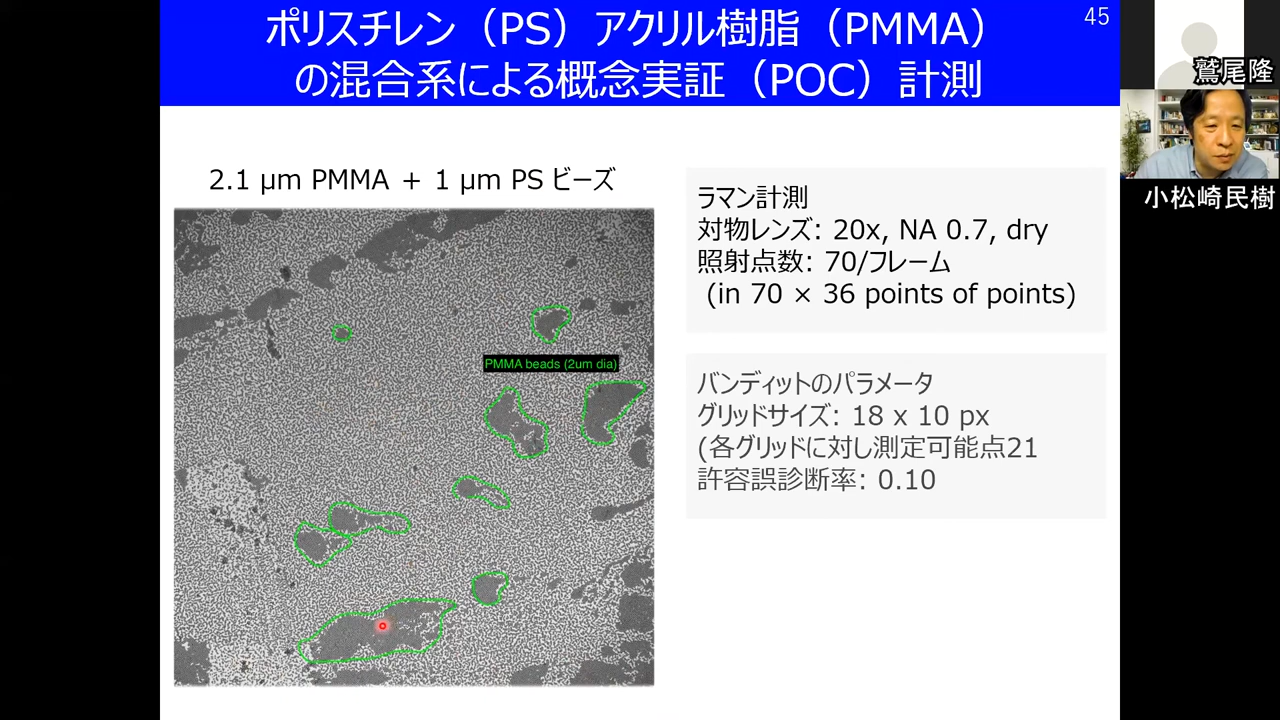 ポリスチレン（PS）アクリル樹脂（PMMA）
の混合系による概念実証（POC）計測
45
鷲尾隆
小松崎民樹
2.1 μm PMMA ＋ 1 μm PS ビーズ
PMMA beads (2um dia)
ラマン計測
対物レンズ: 20x, NA 0.7, dry
照射点数: 70/フレーム
(in 70 × 36 points of points)
バンディットのパラメータ
グリッドサイズ: 18 x 10 px
(各グリッドに対し測定可能点21
許容誤診断率: 0.10